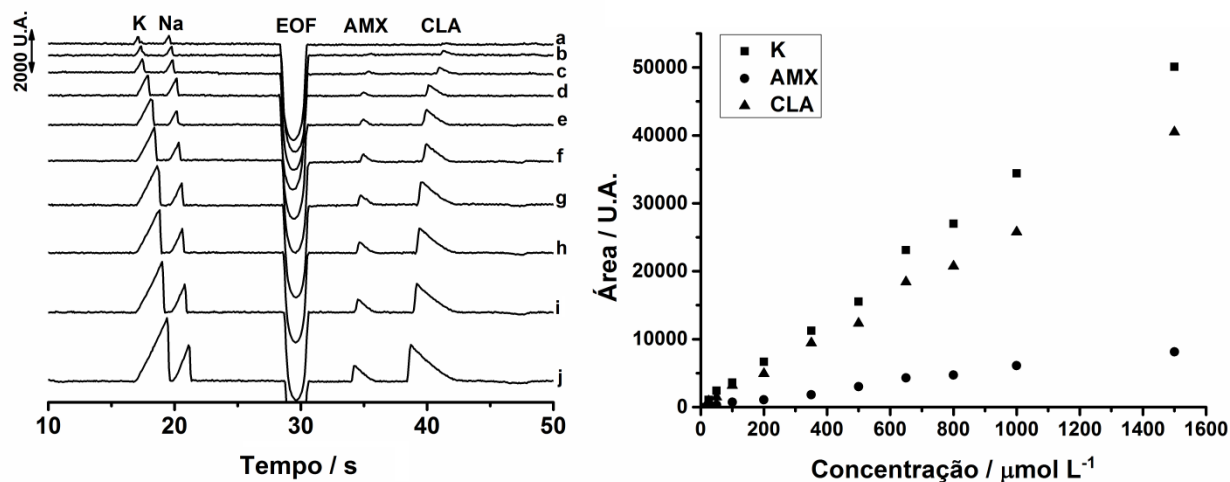 K Na EOF AMX CLA
2000 U.A.
a
b
c
d
e
f
g
h
i
j
10 20 30 40 50
Tempo / s
K
AMX
CLA
50000
40000
30000
20000
10000
0
0 200 400 600 800 1000 1200 1400 1600
Área / U.A.
Concentração / μmol L⁻¹